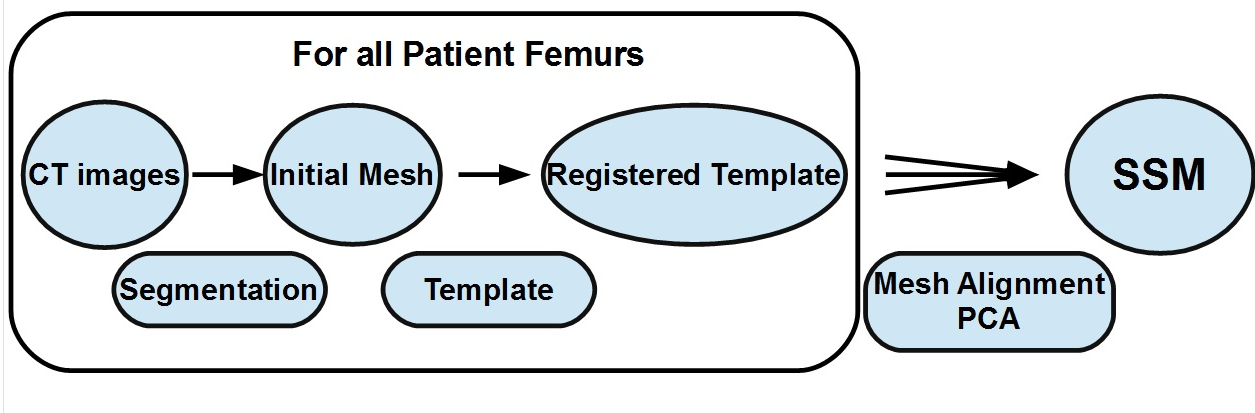 For all Patient Femurs
CT images
Initial Mesh
Registered Template
SSM
Segmentation
Template
Mesh Alignment
PCA